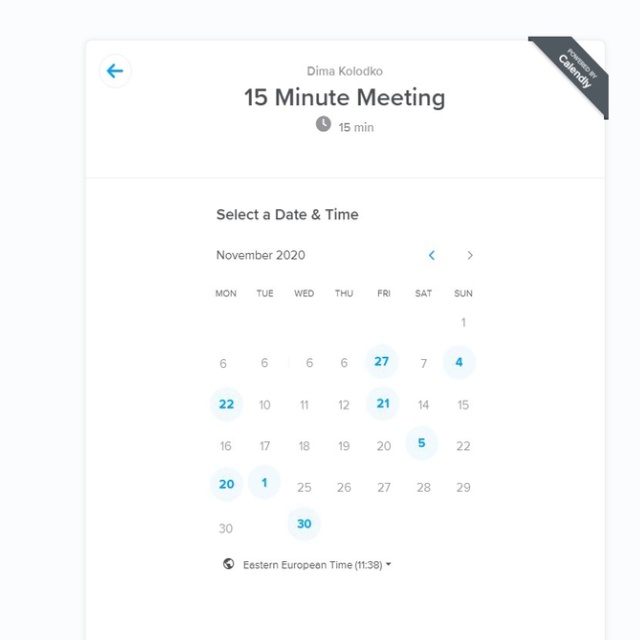 POWERED BY
Calendly
Dima Kolodko
15 Minute Meeting
15 min
Select a Date & Time
November 2020
MON TUE WED THU FRI SAT SUN
1
6 6 6 6 27 7 4
22 10 11 12 21 14 15
16 17 18 19 20 5 22
20 1 25 26 27 28 29
30 30
Eastern European Time (11:38)